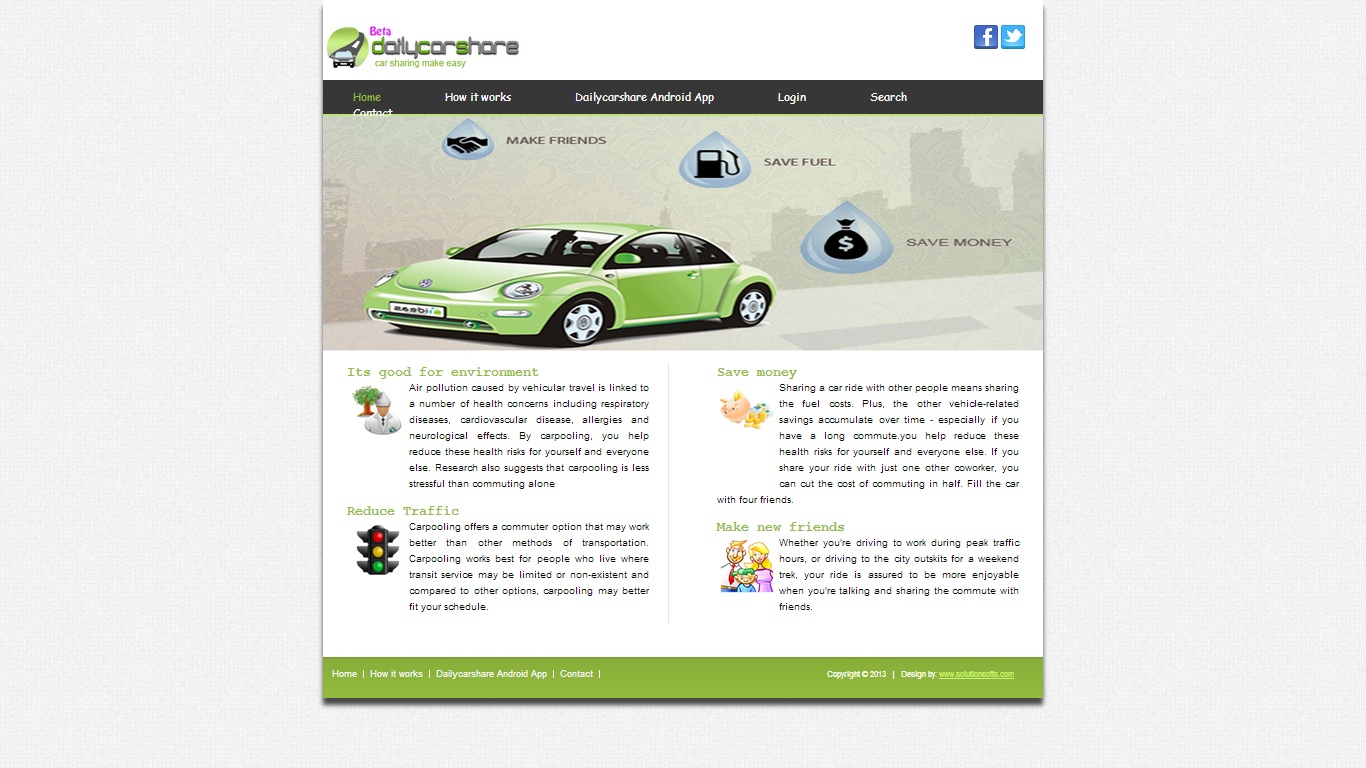 Beta
dailycarshare
car sharing make easy
Home How it works Dailycarshare Android App Login Search
Contact
MAKE FRIENDS
SAVE FUEL
SAVE MONEY
Its good for environment
Air pollution caused by vehicular travel is linked to
a number of health concerns including respiratory
diseases, cardiovascular disease, allergies and
neurological effects. By carpooling, you help
reduce these health risks for yourself and everyone
else. Research also suggests that carpooling is less
stressful than commuting alone
Reduce Traffic
Carpooling offers a commuter option that may work
better than other methods of transportation.
Carpooling works best for people who live where
transit service may be limited or non-existent and
compared to other options, carpooling may better
fit your schedule.
Save money
Sharing a car ride with other people means sharing
the fuel costs. Plus, the other vehicle-related
savings accumulate over time - especially if you
have a long commute.you help reduce these
health risks for yourself and everyone else. If you
share your ride with just one other coworker, you
can cut the cost of commuting in half. Fill the car
with four friends.
Make new friends
Whether you're driving to work during peak traffic
hours, or driving to the city outskits for a weekend
trek, your ride is assured to be more enjoyable
when you're talking and sharing the commute with
friends.
Home | How it works | Dailycarshare Android App | Contact |
Copyright © 2013 | Design by: www.solutionsofts.com